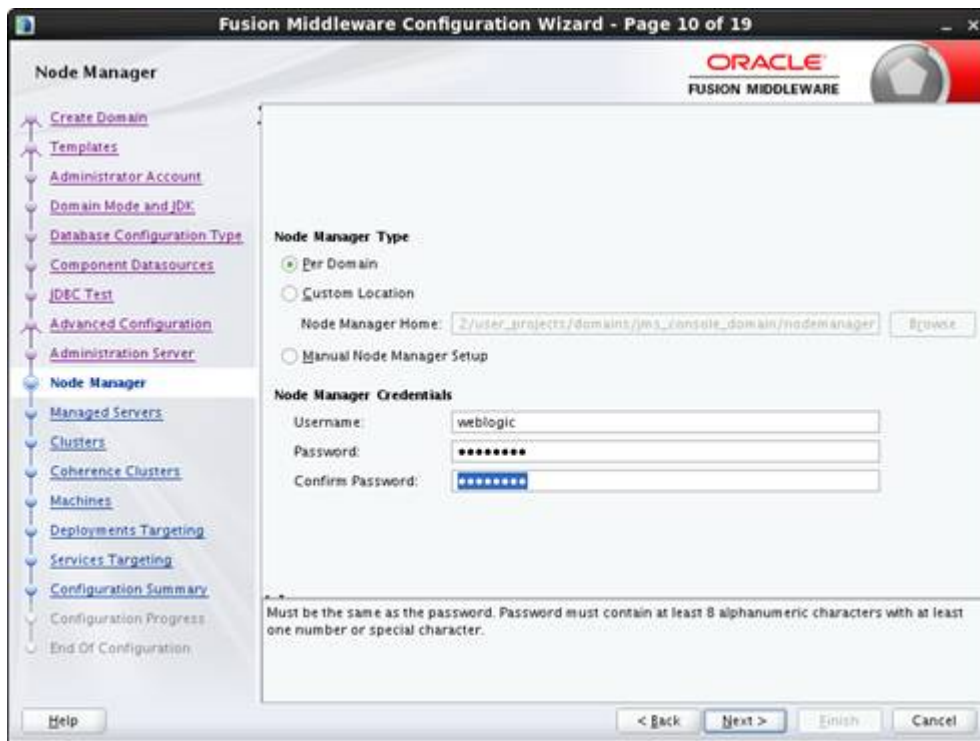 Fusion Middleware Configuration Wizard - Page 10 of 19
Node Manager
ORACLE
FUSION MIDDLEWARE
Create Domain
Templates
Administrator Account
Domain Mode and JDK
Database Configuration Type
Component Datasources
JDBC Test
Advanced Configuration
Administration Server
Node Manager
Managed Servers
Clusters
Coherence Clusters
Machines
Deployments Targeting
Services Targeting
Configuration Summary
Configuration Progress
End Of Configuration
Node Manager Type
Per Domain
Custom Location
Node Manager Home: 2/user_projects/domains/jms_console_domain/nodemanager Browse
Manual Node Manager Setup
Node Manager Credentials
Username: weblogic
Password: ••••••••
Confirm Password: ••••••••
Must be the same as the password. Password must contain at least 8 alphanumeric characters with at least
one number or special character.
Help < Back Next > Finish Cancel